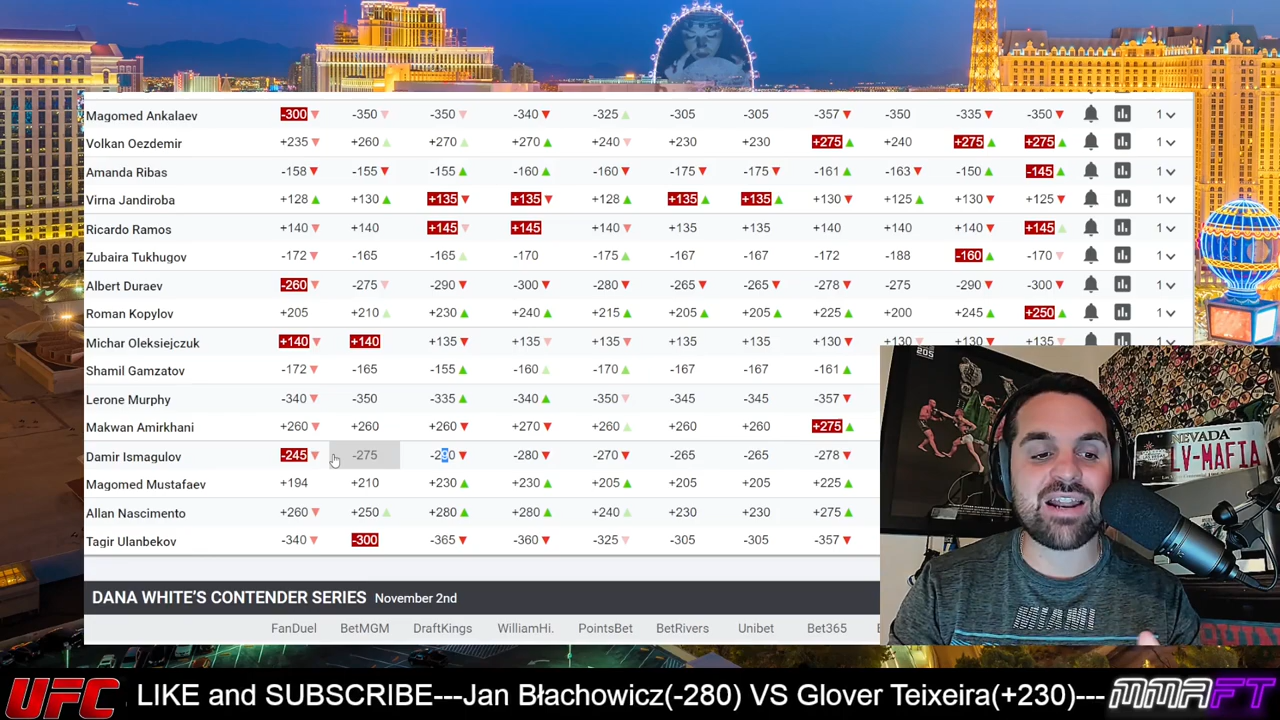 Magomed Ankalaev -300 -350 -350 -340 -325 -305 -305 -357 -350 -335 -350 1
Volkan Oezdemir +235 +260 +270 +270 +240 +230 +230 +275 +240 +275 +275 1
Amanda Ribas -158 -155 -155 -160 -160 -175 -175 -161 -163 -150 -145 1
Virna Jandiroba +128 +130 +135 +135 +128 +135 +135 +130 +125 +130 +125 1
Ricardo Ramos +140 +140 +145 +145 +140 +135 +135 +140 +140 +140 +145 1
Zubaira Tukhugov -172 -165 -165 -170 -175 -167 -167 -172 -188 -160 -170 1
Albert Duraev -260 -275 -290 -300 -280 -265 -265 -278 -275 -290 -300 1
Roman Kopylov +205 +210 +230 +240 +215 +205 +205 +225 +200 +245 +250 1
Michar Oleksiejczuk +140 +140 +135 +135 +135 +135 +135 +130 +130 +130 +135 1
Shamil Gamzatov -172 -165 -155 -160 -170 -167 -167 -161
Lerone Murphy -340 -350 -335 -340 -350 -345 -345 -357
Makwan Amirkhani +260 +260 +260 +270 +260 +260 +260 +275
Damir Ismagulov -245 -275 -290 -280 -270 -265 -265 -278
Magomed Mustafaev +194 +210 +230 +230 +205 +205 +205 +225
Allan Nascimento +260 +250 +280 +280 +240 +230 +230 +275
Tagir Ulanbekov -340 -300 -365 -360 -325 -305 -305 -357
DANA WHITE'S CONTENDER SERIES November 2nd
FanDuel BetMGM DraftKings WilliamHi. PointsBet BetRivers Unibet Bet365
NEVADA
LV-MAFIA
MIAMI
UFC LIKE and SUBSCRIBE---Jan Błachowicz(-280) VS Glover Teixeira(+230)--- MMAFT